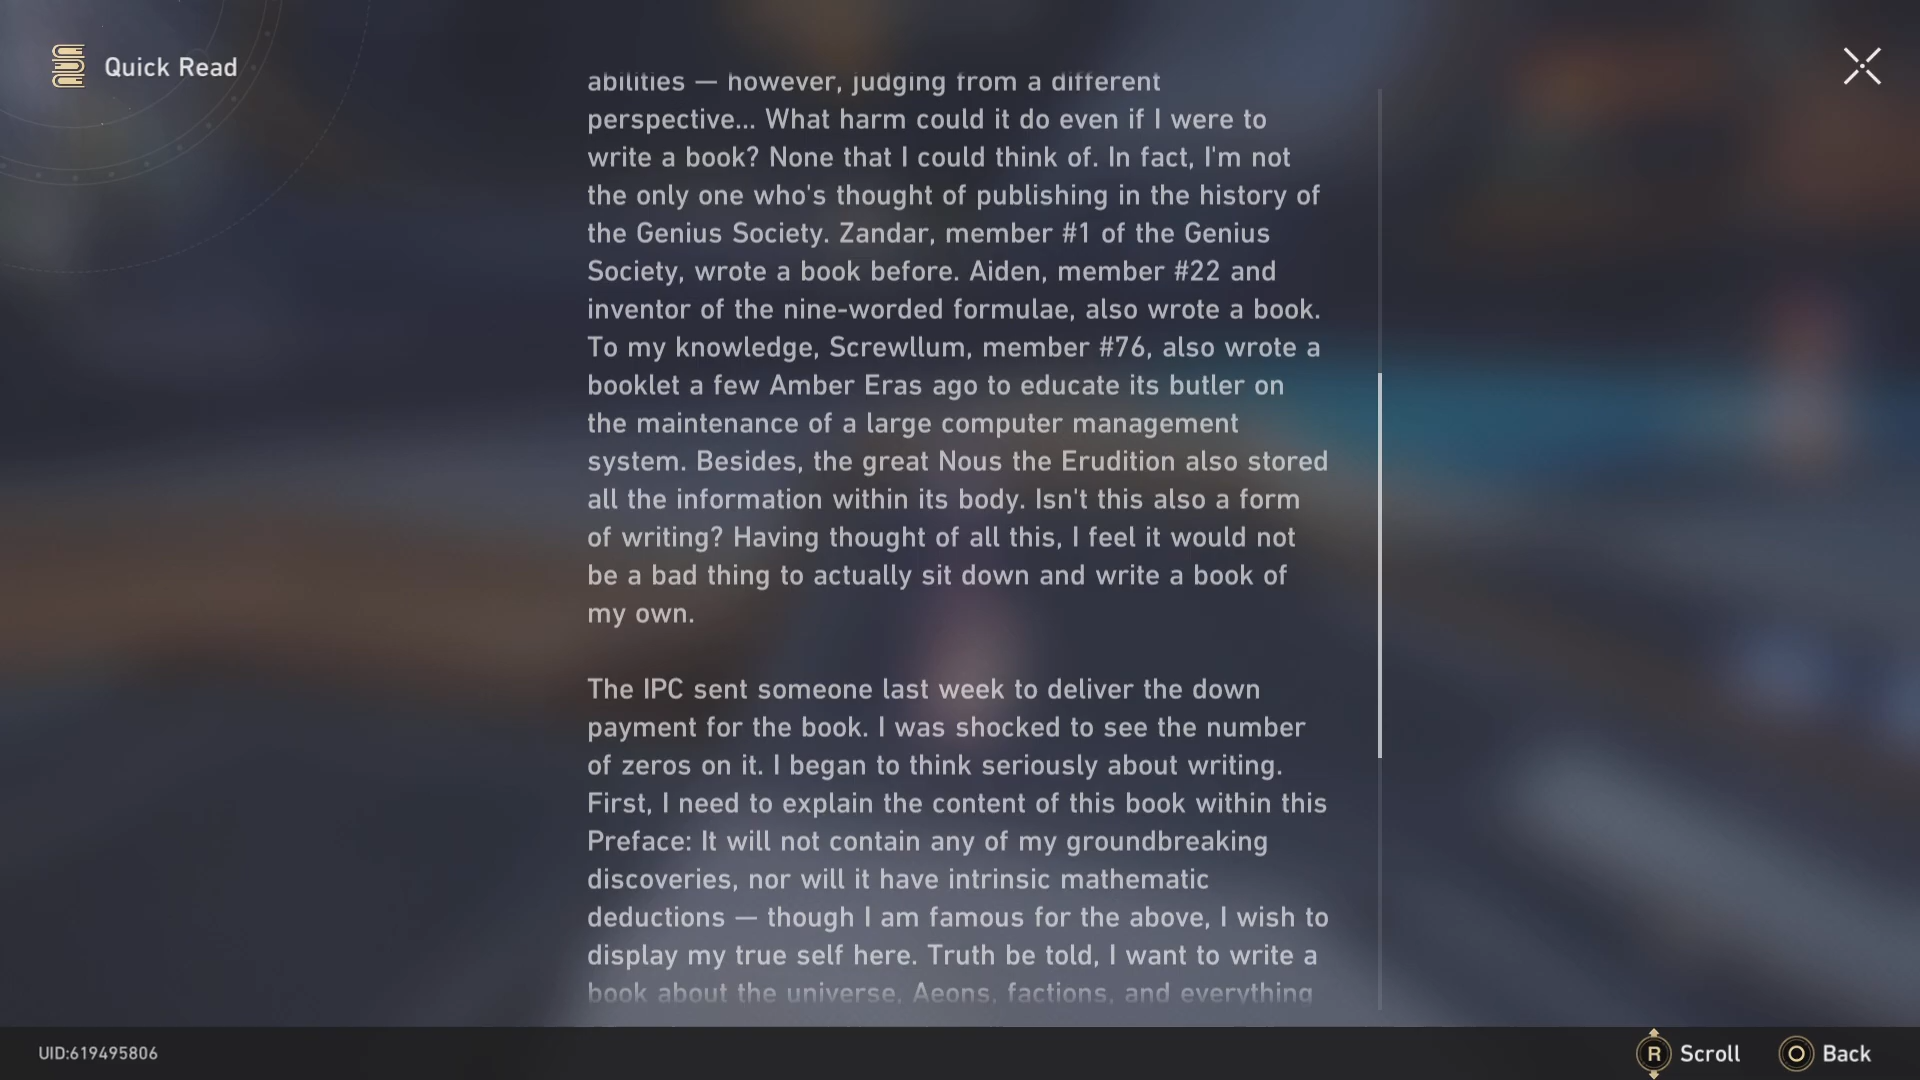 Quick Read
abilities — however, judging from a different
perspective... What harm could it do even if I were to
write a book? None that I could think of. In fact, I'm not
the only one who's thought of publishing in the history of
the Genius Society. Zandar, member #1 of the Genius
Society, wrote a book before. Aiden, member #22 and
inventor of the nine-worded formulae, also wrote a book.
To my knowledge, Screwllum, member #76, also wrote a
booklet a few Amber Eras ago to educate its butler on
the maintenance of a large computer management
system. Besides, the great Nous the Erudition also stored
all the information within its body. Isn't this also a form
of writing? Having thought of all this, I feel it would not
be a bad thing to actually sit down and write a book of
my own.
The IPC sent someone last week to deliver the down
payment for the book. I was shocked to see the number
of zeros on it. I began to think seriously about writing.
First, I need to explain the content of this book within this
Preface: It will not contain any of my groundbreaking
discoveries, nor will it have intrinsic mathematic
deductions — though I am famous for the above, I wish to
display my true self here. Truth be told, I want to write a
book about the universe, Aeons, factions, and everything
UID:619495806
R Scroll
Back